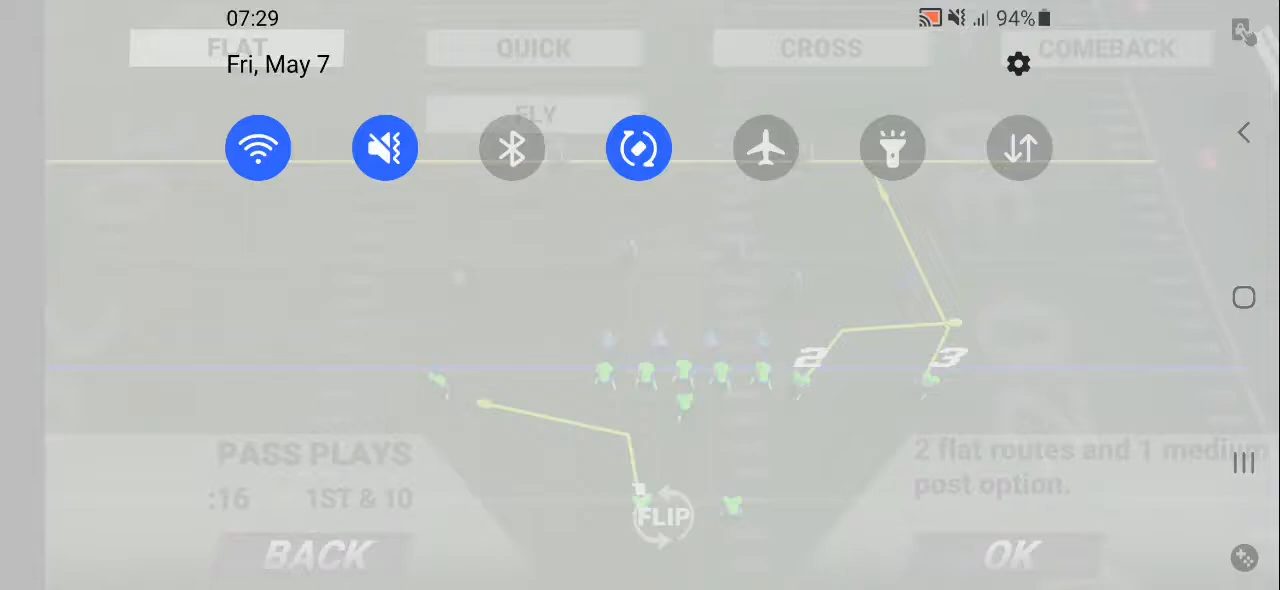 07:29
94%
FLAT
QUICK
CROSS
COMEBACK
Fri, May 7
FLY
2
3
PASS PLAYS
:16
1ST & 10
2 flat routes and 1 medium
post option.
1
FLIP
BACK
OK